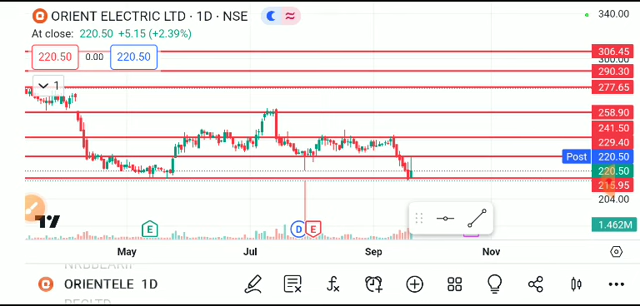 ORIENT ELECTRIC LTD · 1D · NSE
At close: 220.50 +5.15 (+2.39%)
220.50 0.00 220.50
1
340.00
306.45
300.00
290.30
277.65
258.90
241.50
229.40
Post 220.50
220.50
204.00
1.462M
E D E
May Jul Sep Nov
ORIENTELE 1D